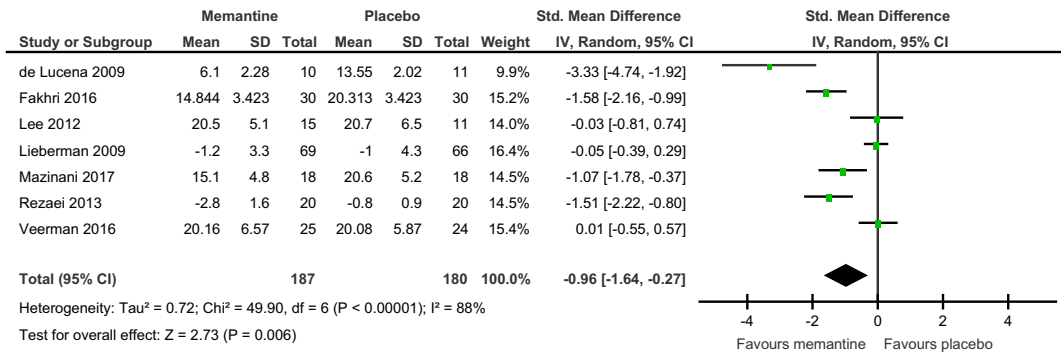 Memantine Placebo Std. Mean Difference Std. Mean Difference
Study or Subgroup Mean SD Total Mean SD Total Weight IV, Random, 95% CI IV, Random, 95% CI
de Lucena 2009 6.1 2.28 10 13.55 2.02 11 9.9% -3.33 [-4.74, -1.92]
Fakhri 2016 14.844 3.423 30 20.313 3.423 30 15.2% -1.58 [-2.16, -0.99]
Lee 2012 20.5 5.1 15 20.7 6.5 11 14.0% -0.03 [-0.81, 0.74]
Lieberman 2009 -1.2 3.3 69 -1 4.3 66 16.4% -0.05 [-0.39, 0.29]
Mazinani 2017 15.1 4.8 18 20.6 5.2 18 14.5% -1.07 [-1.78, -0.37]
Rezaei 2013 -2.8 1.6 20 -0.8 0.9 20 14.5% -1.51 [-2.22, -0.80]
Veerman 2016 20.16 6.57 25 20.08 5.87 24 15.4% 0.01 [-0.55, 0.57]
Total (95% CI) 187 180 100.0% -0.96 [-1.64, -0.27]
Heterogeneity: Tau² = 0.72; Chi² = 49.90, df = 6 (P < 0.00001); I² = 88%
Test for overall effect: Z = 2.73 (P = 0.006)
-4 -2 0 2 4
Favours memantine Favours placebo